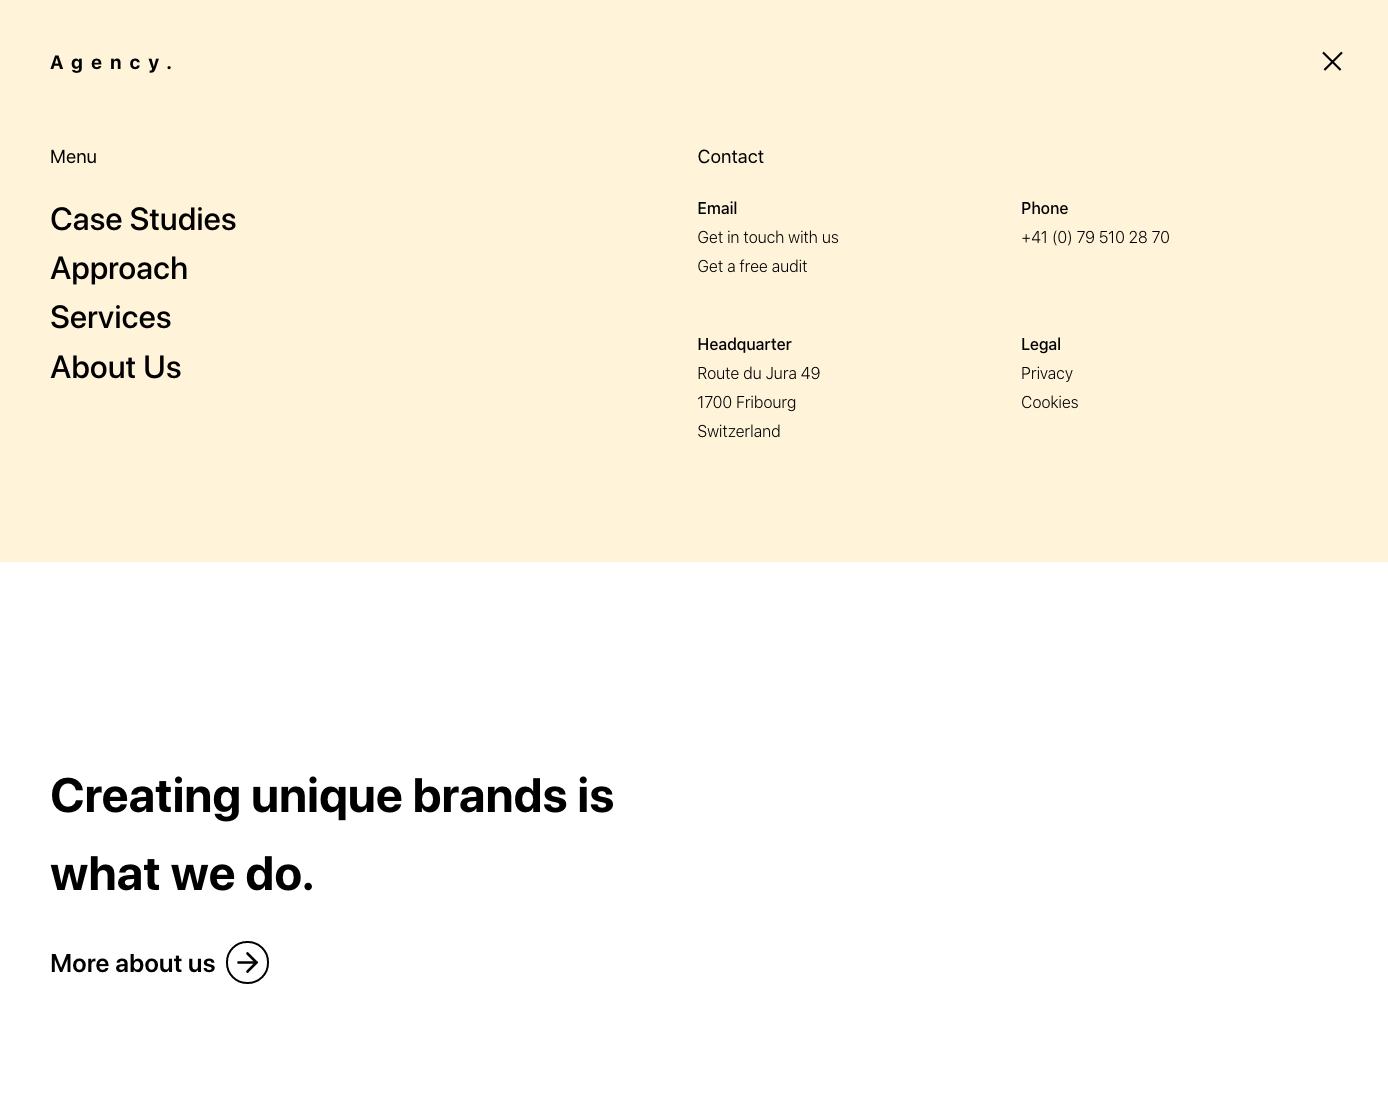 Agency.
Menu
Case Studies
Approach
Services
About Us
Contact
Email
Get in touch with us
Get a free audit
Phone
+41 (0) 79 510 28 70
Headquarter
Route du Jura 49
1700 Fribourg
Switzerland
Legal
Privacy
Cookies
Creating unique brands is
what we do.
More about us